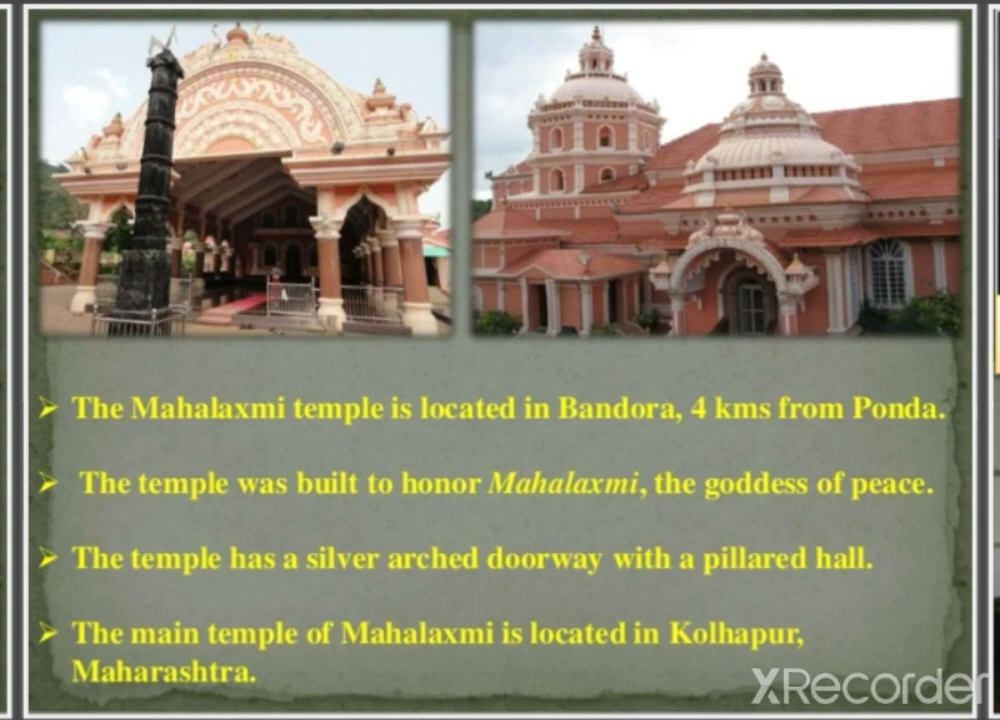 ➢ The Mahalaxmi temple is located in Bandora, 4 kms from Ponda.
➢ The temple was built to honor Mahalaxmi, the goddess of peace.
➢ The temple has a silver arched doorway with a pillared hall.
➢ The main temple of Mahalaxmi is located in Kolhapur,
Maharashtra.
XRecorder